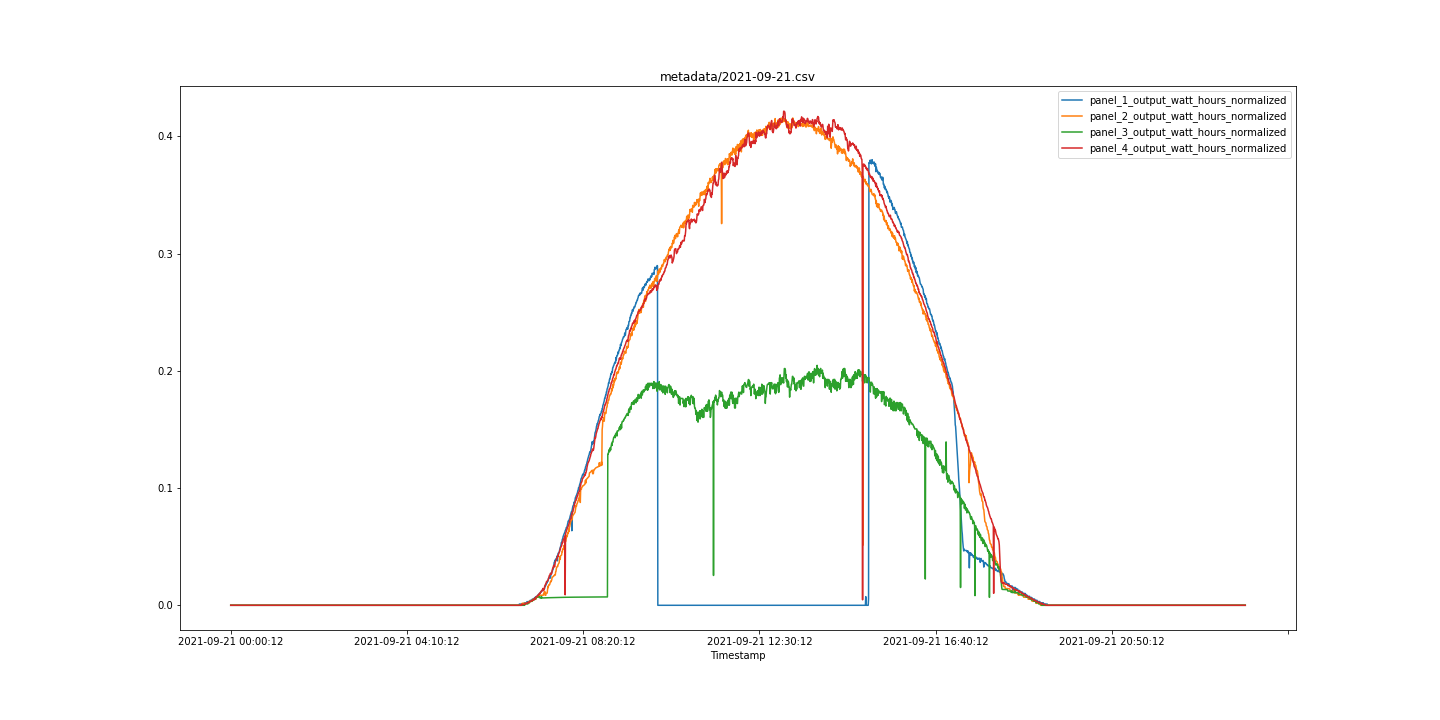 metadata/2021-09-21.csv
panel_1_output_watt_hours_normalized
panel_2_output_watt_hours_normalized
panel_3_output_watt_hours_normalized
panel_4_output_watt_hours_normalized
0.4
0.3
0.2
0.1
0.0
2021-09-21 00:00:12 2021-09-21 04:10:12 2021-09-21 08:20:12 2021-09-21 12:30:12 2021-09-21 16:40:12 2021-09-21 20:50:12
Timestamp